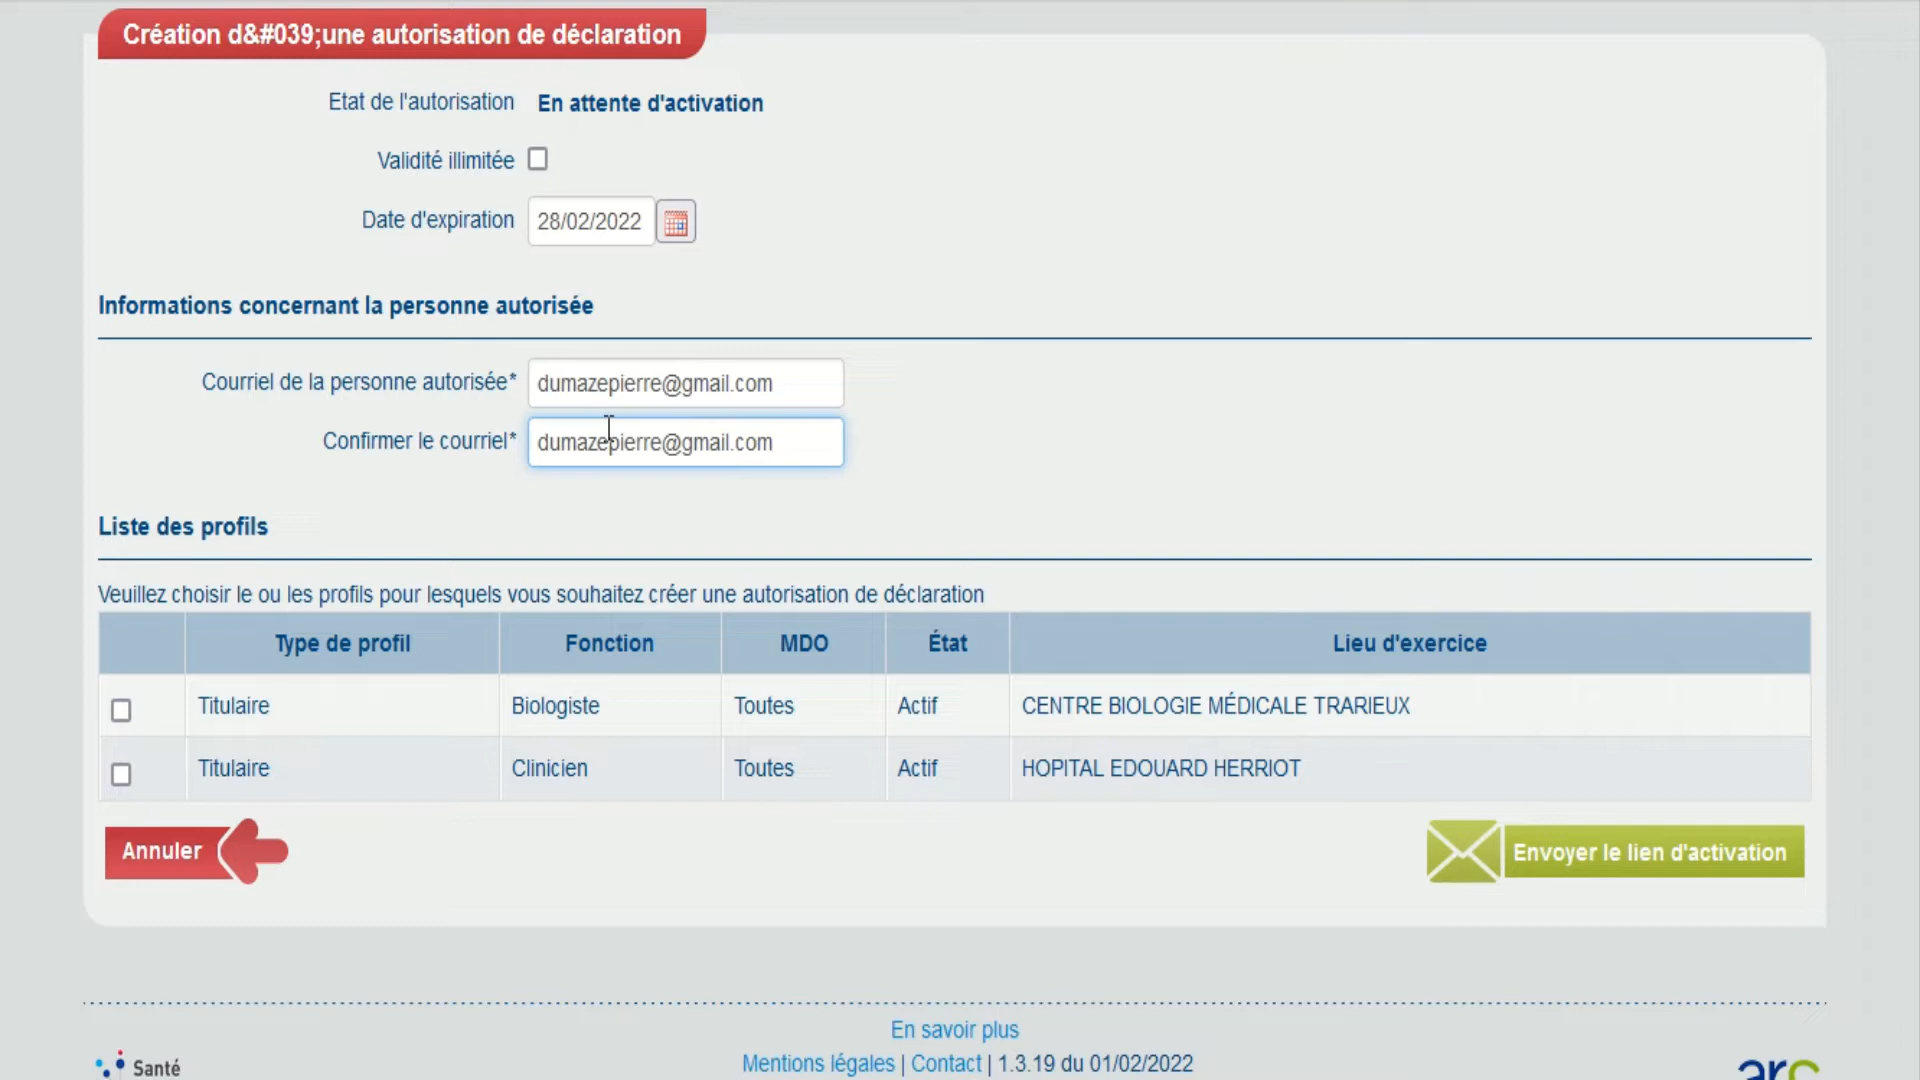 Création d&#039;une autorisation de déclaration
Etat de l'autorisation En attente d'activation
Validité illimitée
Date d'expiration 28/02/2022
Informations concernant la personne autorisée
Courriel de la personne autorisée* dumazepierre@gmail.com
Confirmer le courriel* dumazepierre@gmail.com
Liste des profils
Veuillez choisir le ou les profils pour lesquels vous souhaitez créer une autorisation de déclaration
Type de profil Fonction MDO État Lieu d'exercice
Titulaire Biologiste Toutes Actif CENTRE BIOLOGIE MÉDICALE TRARIEUX
Titulaire Clinicien Toutes Actif HOPITAL EDOUARD HERRIOT
Annuler Envoyer le lien d'activation
En savoir plus
Mentions légales | Contact | 1.3.19 du 01/02/2022
Santé